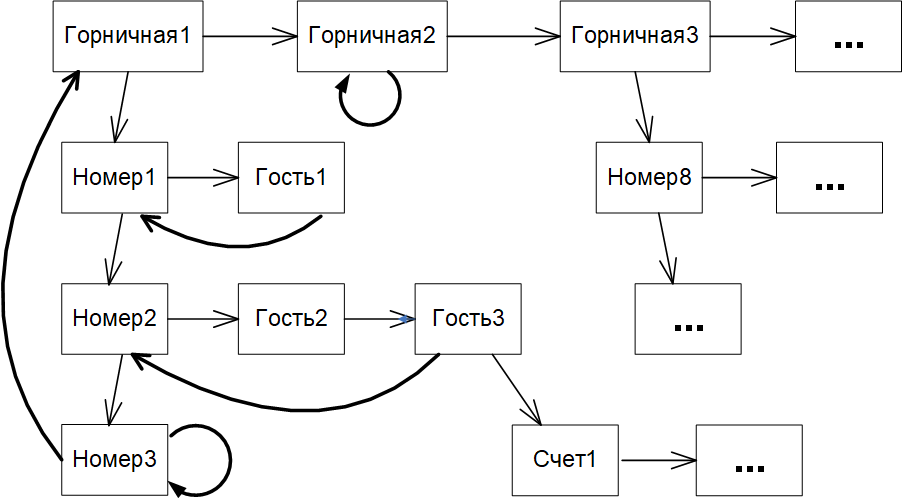 Горничная1
Горничная2
Горничная3
...
Номер1
Гость1
Номер8
...
Номер2
Гость2
Гость3
...
Номер3
Счет1
...